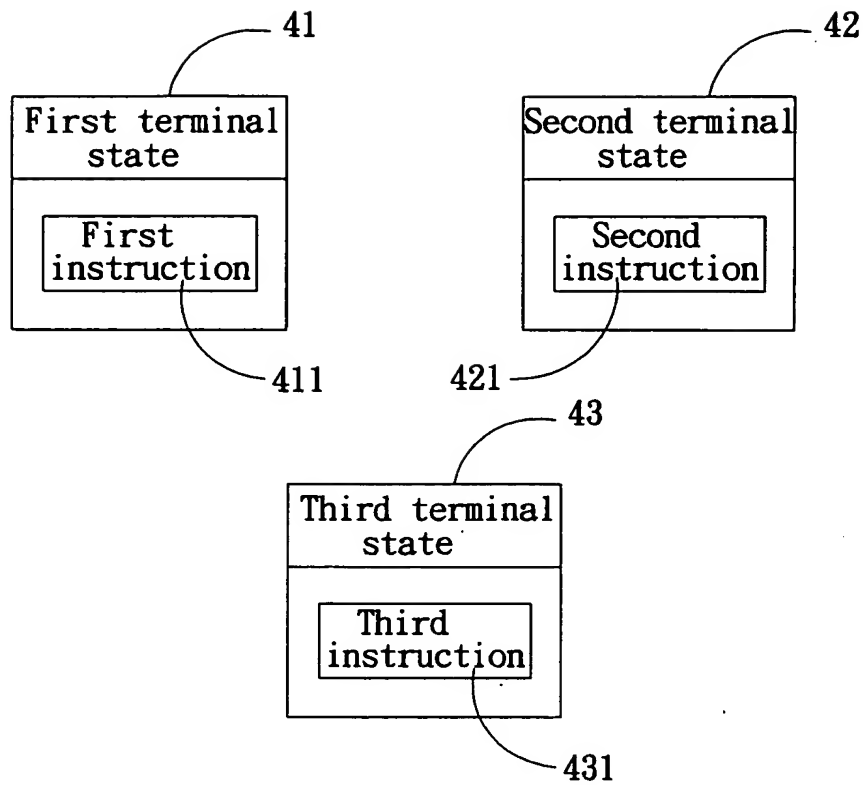 41
42
First terminal
state
Second terminal
state
First
instruction
Second
instruction
411
421
43
Third terminal
state
Third
instruction
431